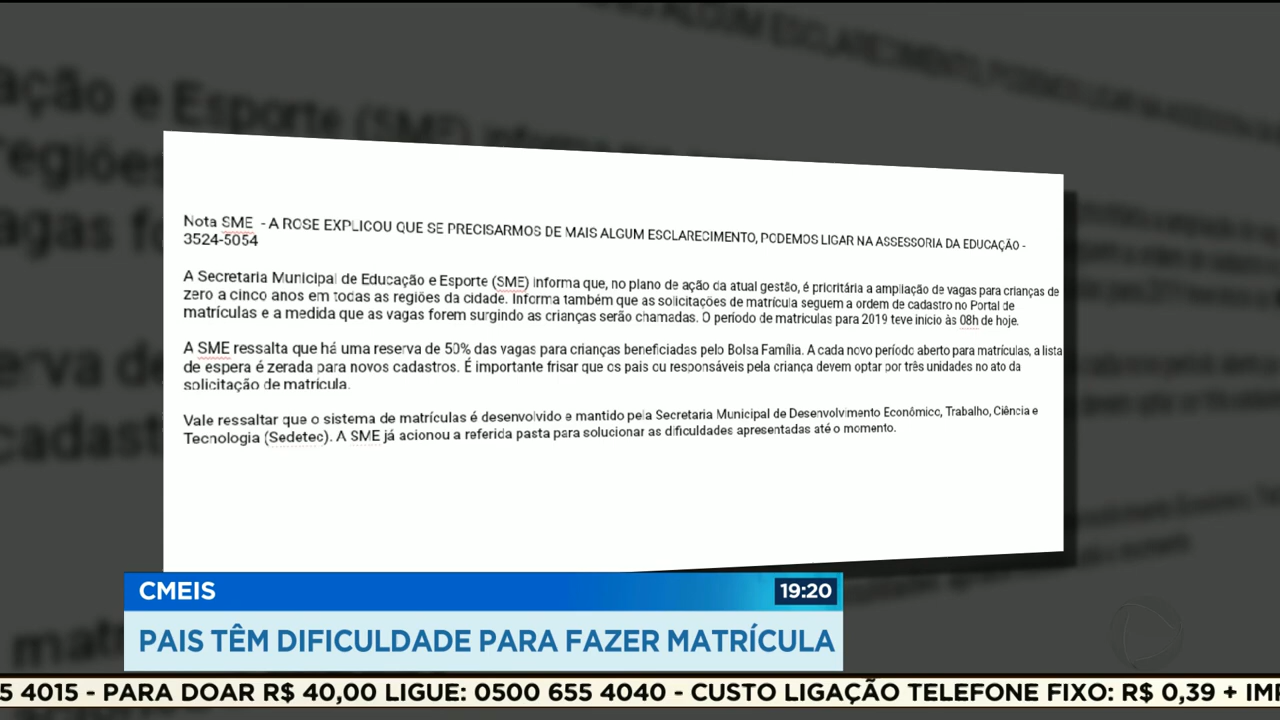 Nota SME - A ROSE EXPLICOU QUE SE PRECISARMOS DE MAIS ALGUM ESCLARECIMENTO, PODEMOS LIGAR NA ASSESSORIA DA EDUCAÇÃO -
3524-5054
A Secretaria Municipal de Educação e Esporte (SME) informa que, no plano de ação da atual gestão, é prioritária a ampliação de vagas para crianças de
zero a cinco anos em todas as regiões da cidade. Informa também que as solicitações de matrícula seguem a ordem de cadastro no Portal de
matrículas e a medida que as vagas forem surgindo as crianças serão chamadas. O período de matriculas para 2019 teve inicio às 08h de hoje.
A SME ressalta que há uma reserva de 50% das vagas para crianças beneficiadas pelo Bolsa Família. A cada novo período aberto para matrículas, a lista
de espera é zerada para novos cadastros. É importante frisar que os pais ou responsáveis pela criança devem optar por três unidades no ato da
solicitação de matrícula.
Vale ressaltar que o sistema de matrículas é desenvolvido e mantido pela Secretaria Municipal de Desenvolvimento Econômico, Trabalho, Ciência e
Tecnologia (Sedetec). A SME já acionou a referida pasta para solucionar as dificuldades apresentadas até o momento.
CMEIS 19:20
PAIS TÊM DIFICULDADE PARA FAZER MATRÍCULA
5 4015 - PARA DOAR R$ 40,00 LIGUE: 0500 655 4040 - CUSTO LIGAÇÃO TELEFONE FIXO: R$ 0,39 + IMP